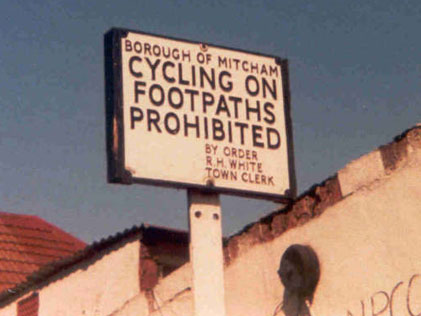 BOROUGH OF MITCHAM
CYCLING ON
FOOTPATHS
PROHIBITED
BY ORDER
R.H. WHITE
TOWN CLERK